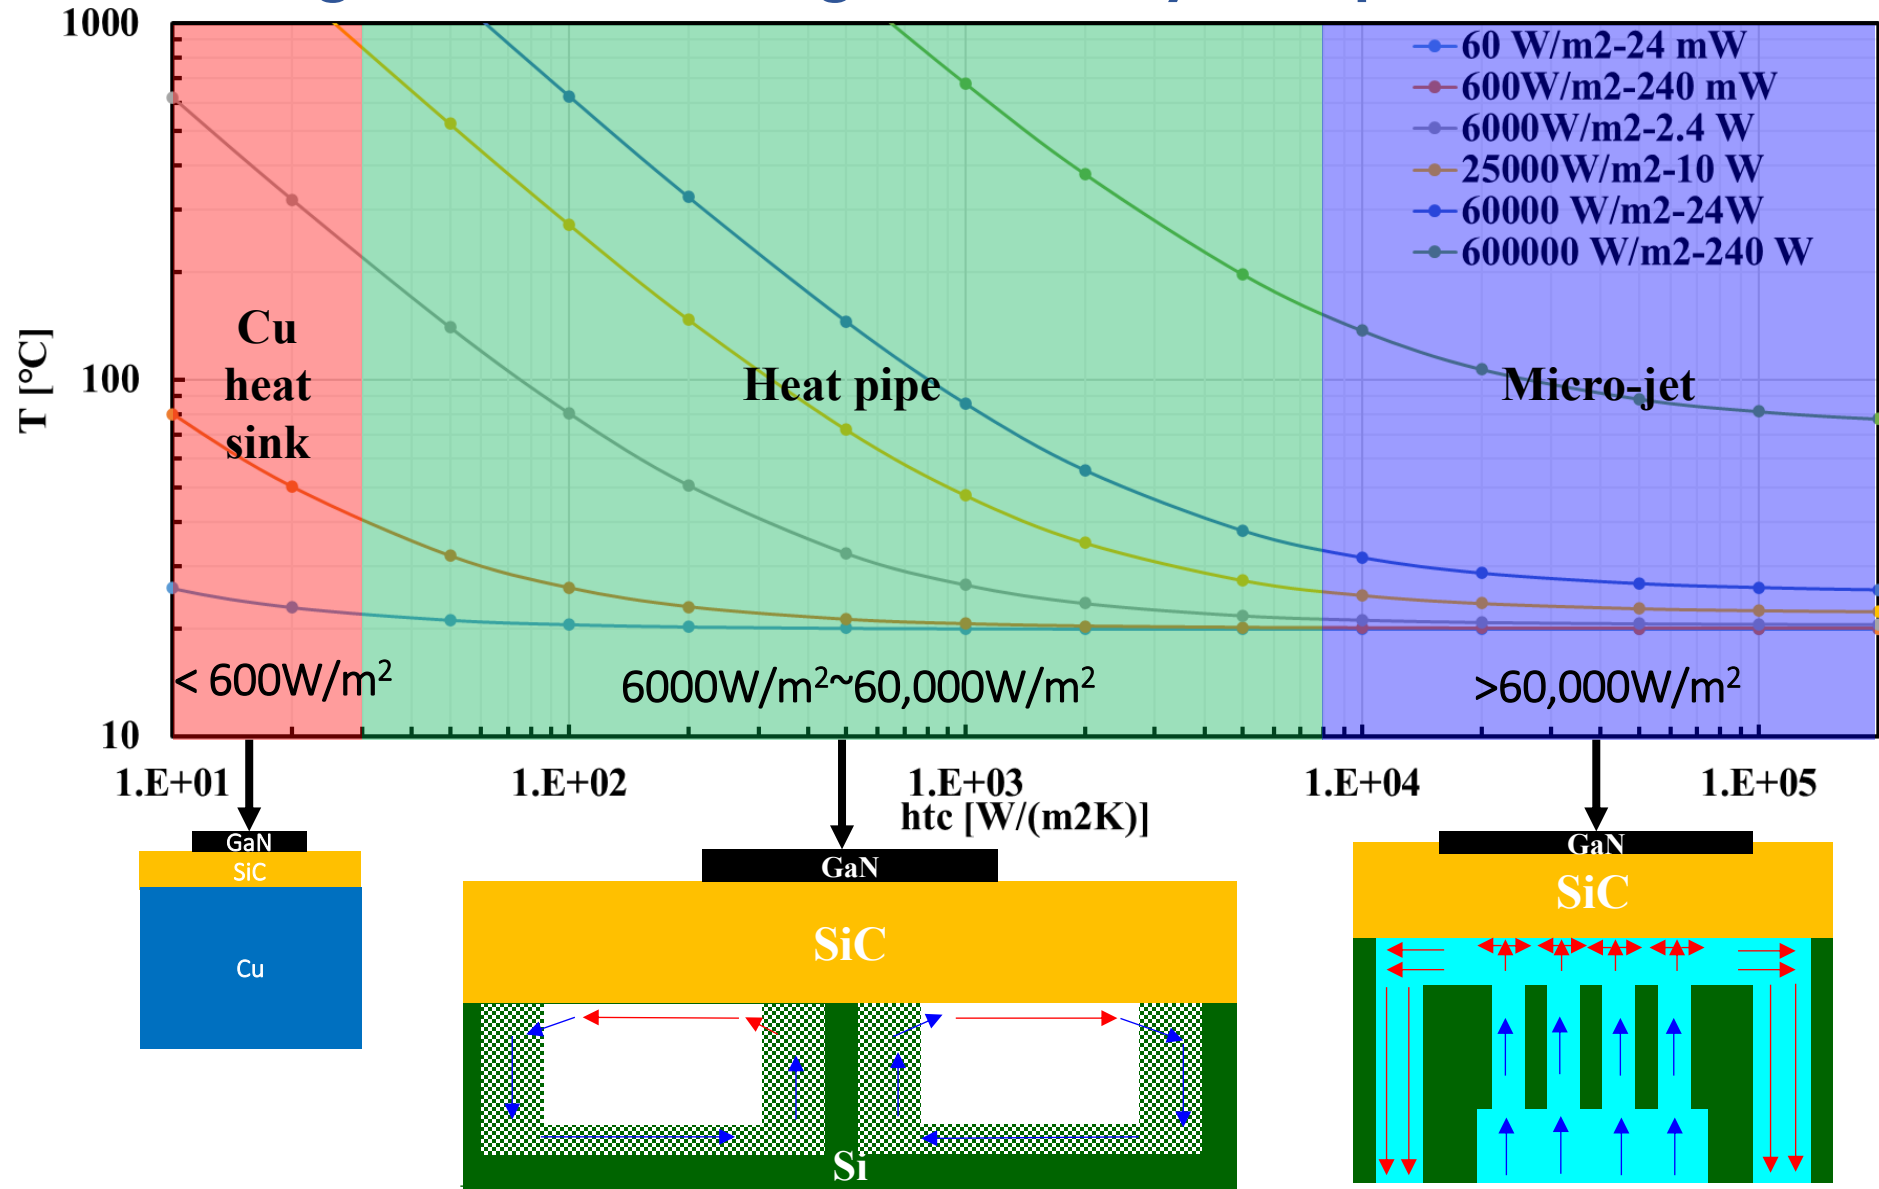 1000
100
10
T [°C]
60 W/m2-24 mW
600W/m2-240 mW
6000W/m2-2.4 W
25000W/m2-10 W
60000 W/m2-24W
600000 W/m2-240 W
Cu
heat
sink
Heat pipe
Micro-jet
< 600W/m²
6000W/m²~60,000W/m²
>60,000W/m²
1.E+01 1.E+02 1.E+03 1.E+04 1.E+05
htc [W/(m2K)]
GaN
SiC
Cu
GaN
SiC
Si
GaN
SiC